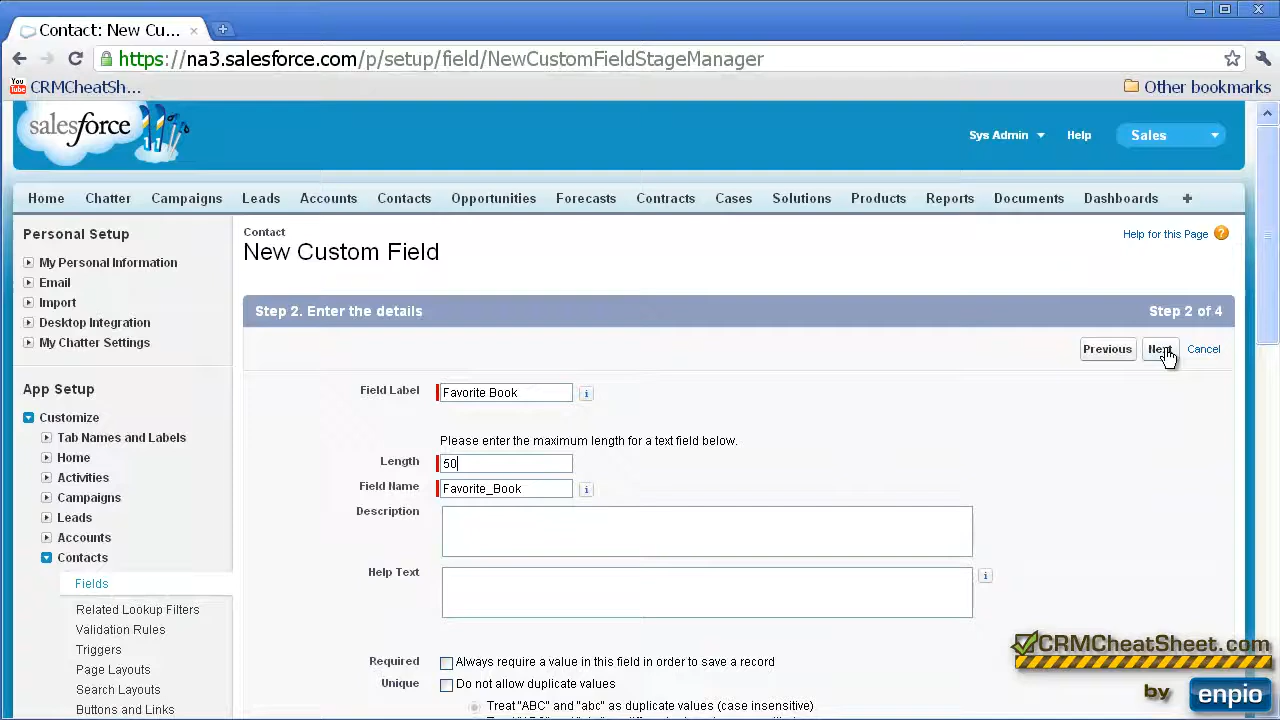 Contact: New Cu... ×
https://na3.salesforce.com/p/setup/field/NewCustomFieldStageManager
You Tube CRMCheatSh... Other bookmarks
salesforce Sys Admin Help Sales
Home Chatter Campaigns Leads Accounts Contacts Opportunities Forecasts Contracts Cases Solutions Products Reports Documents Dashboards +
Personal Setup
My Personal Information
Email
Import
Desktop Integration
My Chatter Settings
App Setup
Customize
Tab Names and Labels
Home
Activities
Campaigns
Leads
Accounts
Contacts
Fields
Related Lookup Filters
Validation Rules
Triggers
Page Layouts
Search Layouts
Buttons and Links
Contact
New Custom Field
Help for this Page ?
Step 2. Enter the details Step 2 of 4
Previous Next Cancel
Field Label Favorite Book i
Please enter the maximum length for a text field below.
Length 50
Field Name Favorite_Book i
Description
Help Text i
Required Always require a value in this field in order to save a record
Unique Do not allow duplicate values
Treat "ABC" and "abc" as duplicate values (case insensitive)
CRMCheatSheet.com
by enpio